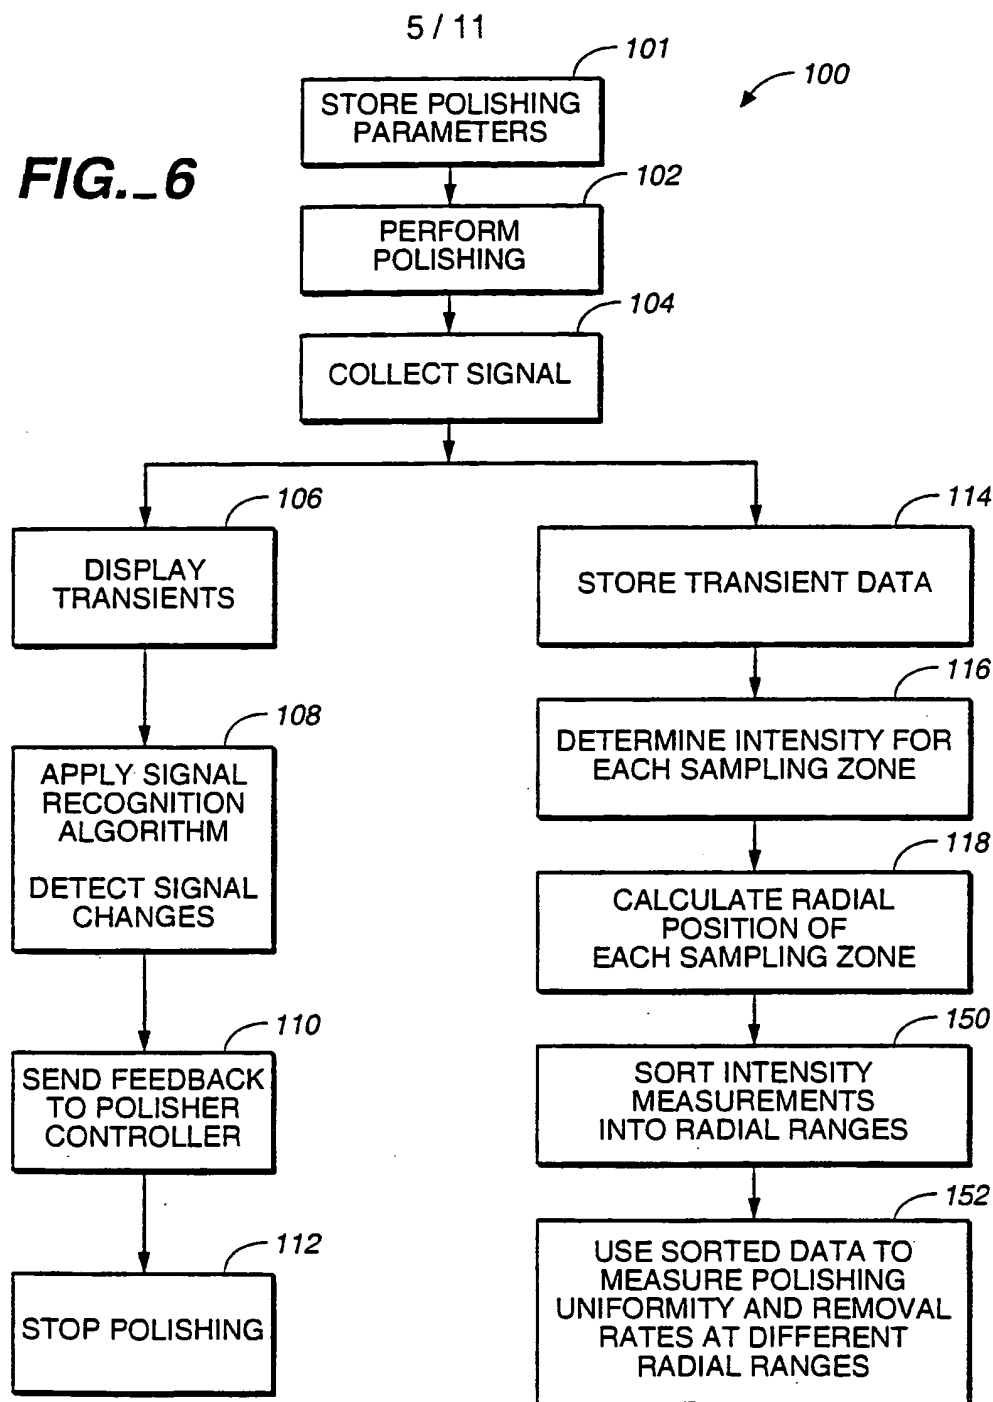 5 / 11
101
100
STORE POLISHING
PARAMETERS
FIG._6
102
PERFORM
POLISHING
104
COLLECT SIGNAL
106
DISPLAY
TRANSIENTS
108
APPLY SIGNAL
RECOGNITION
ALGORITHM
DETECT SIGNAL
CHANGES
110
SEND FEEDBACK
TO POLISHER
CONTROLLER
112
STOP POLISHING
114
STORE TRANSIENT DATA
116
DETERMINE INTENSITY FOR
EACH SAMPLING ZONE
118
CALCULATE RADIAL
POSITION OF
EACH SAMPLING ZONE
150
SORT INTENSITY
MEASUREMENTS
INTO RADIAL RANGES
152
USE SORTED DATA TO
MEASURE POLISHING
UNIFORMITY AND REMOVAL
RATES AT DIFFERENT
RADIAL RANGES